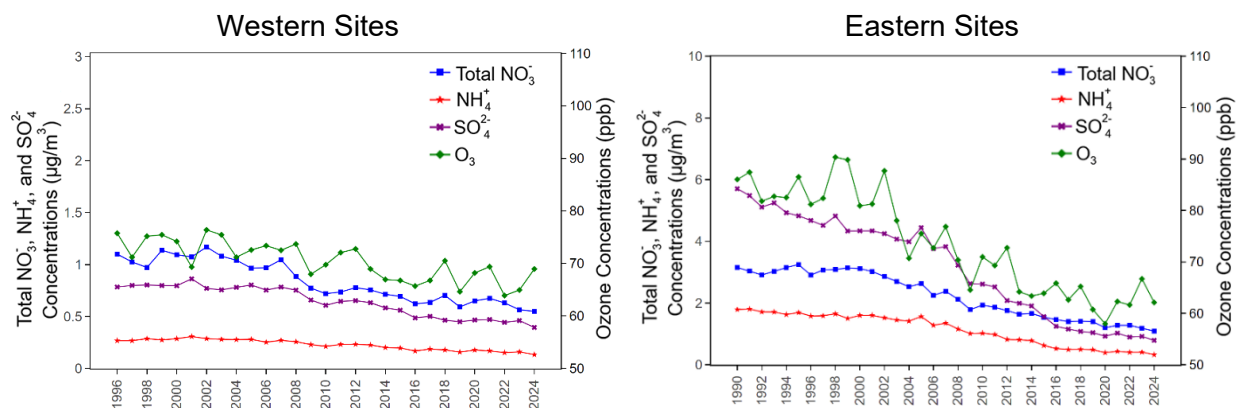 Western Sites
Total NO₃⁻, NH₄⁺, and SO₄²⁻
Concentrations (µg/m³)
3
2.5
2
1.5
1
0.5
0
Total NO₃⁻
NH₄⁺
SO₄²⁻
O₃
110
100
90
80
70
60
50
Ozone Concentrations (ppb)
1996 1998 2000 2002 2004 2006 2008 2010 2012 2014 2016 2018 2020 2022 2024
Eastern Sites
Total NO₃⁻, NH₄⁺, and SO₄²⁻
Concentrations (µg/m³)
10
8
6
4
2
0
Total NO₃⁻
NH₄⁺
SO₄²⁻
O₃
110
100
90
80
70
60
50
Ozone Concentrations (ppb)
1990 1992 1994 1996 1998 2000 2002 2004 2006 2008 2010 2012 2014 2016 2018 2020 2022 2024